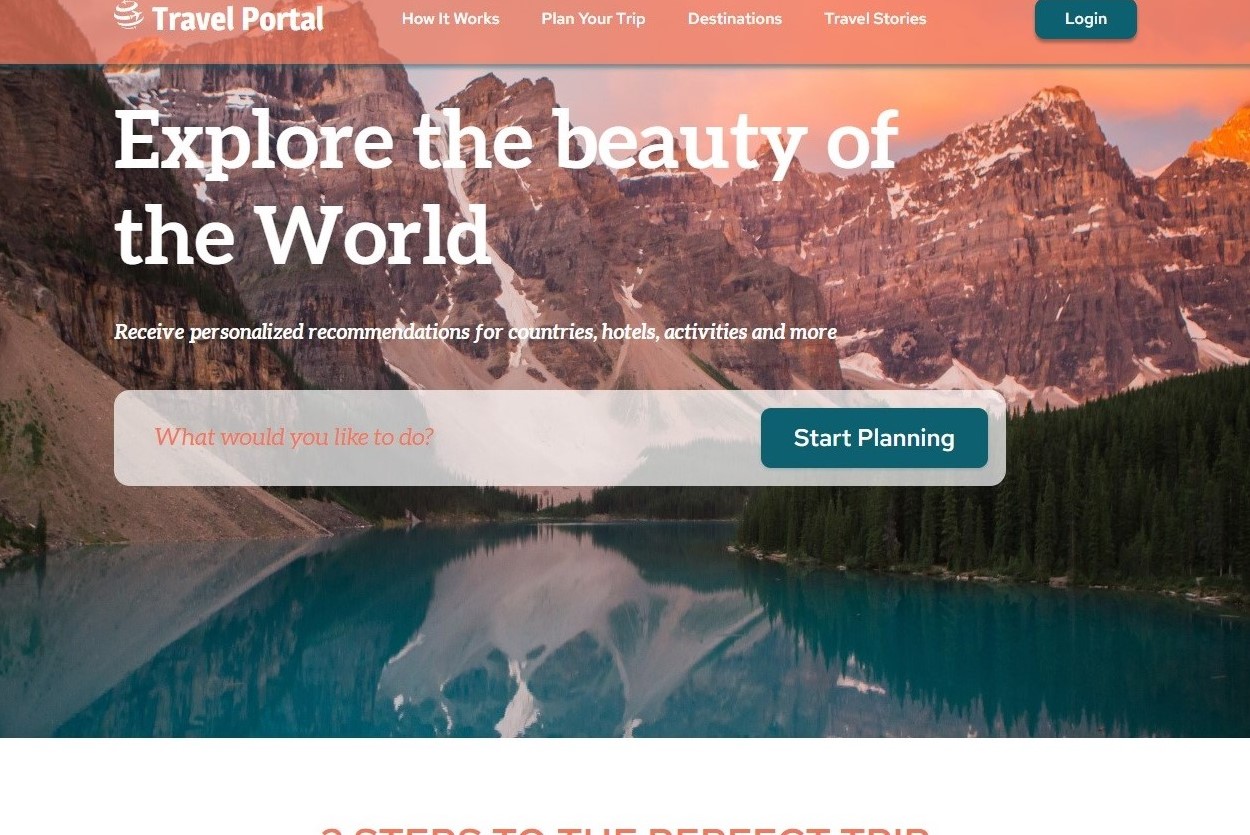 Travel Portal
How It Works
Plan Your Trip
Destinations
Travel Stories
Login
Explore the beauty of
the World
Receive personalized recommendations for countries, hotels, activities and more
What would you like to do?
Start Planning
STEPS TO THE PERFECT TRIP